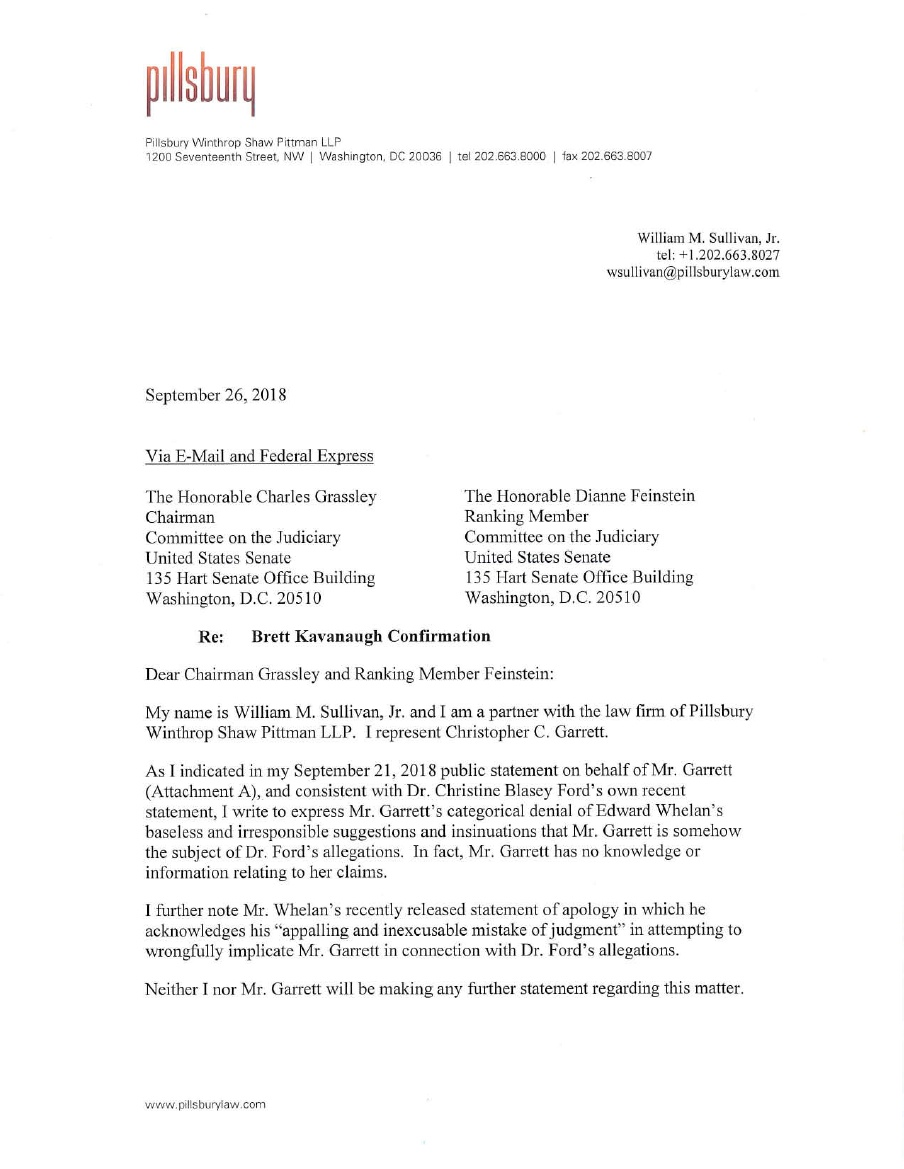 pillsbury
Pillsbury Winthrop Shaw Pittman LLP
1200 Seventeenth Street, NW | Washington, DC 20036 | tel 202.663.8000 | fax 202.663.8007
William M. Sullivan, Jr.
tel: +1.202.663.8027
wsullivan@pillsburylaw.com
September 26, 2018
Via E-Mail and Federal Express
The Honorable Charles Grassley
Chairman
Committee on the Judiciary
United States Senate
135 Hart Senate Office Building
Washington, D.C. 20510
The Honorable Dianne Feinstein
Ranking Member
Committee on the Judiciary
United States Senate
135 Hart Senate Office Building
Washington, D.C. 20510
Re: Brett Kavanaugh Confirmation
Dear Chairman Grassley and Ranking Member Feinstein:
My name is William M. Sullivan, Jr. and I am a partner with the law firm of Pillsbury
Winthrop Shaw Pittman LLP. I represent Christopher C. Garrett.
As I indicated in my September 21, 2018 public statement on behalf of Mr. Garrett
(Attachment A), and consistent with Dr. Christine Blasey Ford's own recent
statement, I write to express Mr. Garrett's categorical denial of Edward Whelan's
baseless and irresponsible suggestions and insinuations that Mr. Garrett is somehow
the subject of Dr. Ford's allegations. In fact, Mr. Garrett has no knowledge or
information relating to her claims.
I further note Mr. Whelan's recently released statement of apology in which he
acknowledges his "appalling and inexcusable mistake of judgment" in attempting to
wrongfully implicate Mr. Garrett in connection with Dr. Ford's allegations.
Neither I nor Mr. Garrett will be making any further statement regarding this matter.
www.pillsburylaw.com